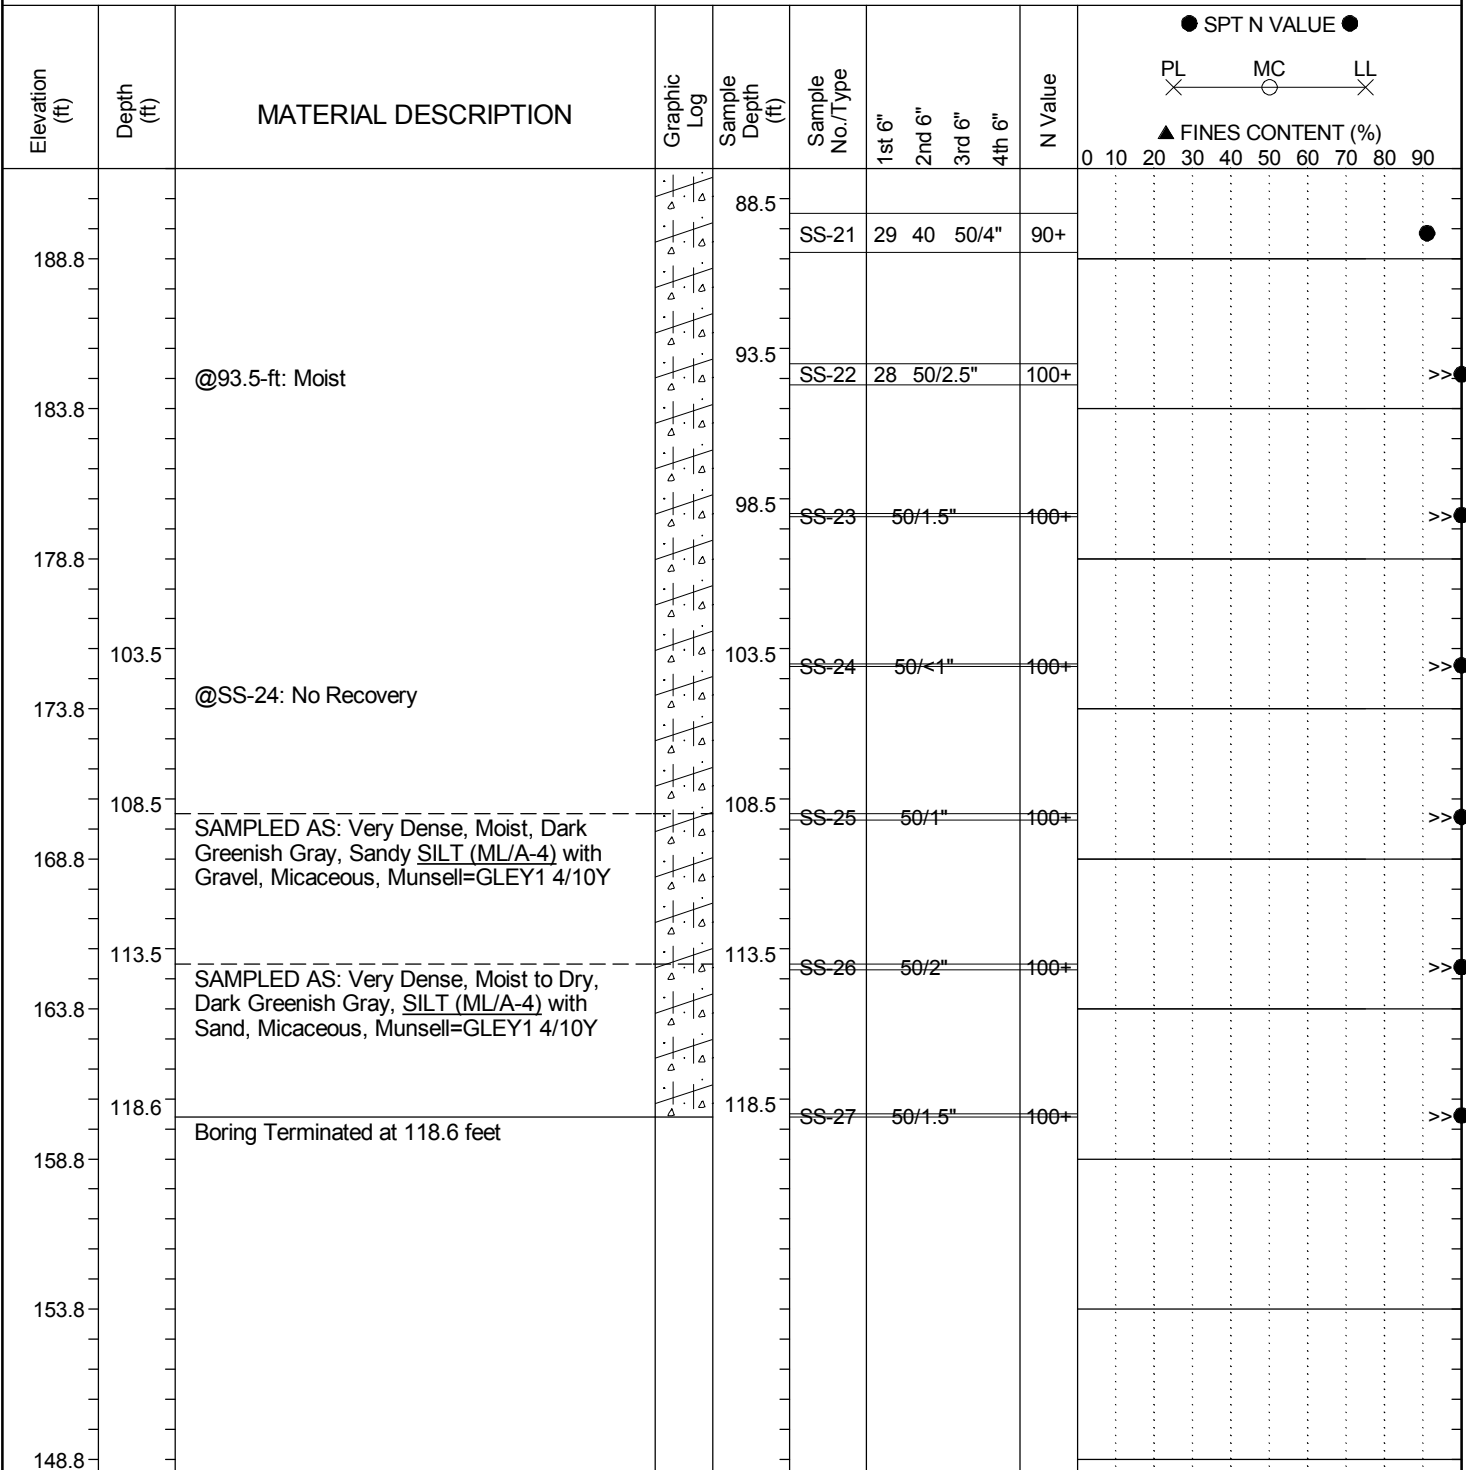 ● SPT N VALUE ●
PL MC LL
▲ FINES CONTENT (%)
0 10 20 30 40 50 60 70 80 90
Elevation (ft)
Depth (ft)
MATERIAL DESCRIPTION
Graphic Log
Sample Depth (ft)
Sample No./Type
1st 6"
2nd 6"
3rd 6"
4th 6"
N Value
88.5
SS-21 29 40 50/4" 90+
188.8
93.5
@93.5-ft: Moist
SS-22 28 50/2.5" 100+ >>
183.8
98.5
SS-23 50/1.5" 100+ >>
178.8
103.5 103.5
SS-24 50/<1" 100+ >>
@SS-24: No Recovery
173.8
108.5 108.5
SS-25 50/1" 100+ >>
SAMPLED AS: Very Dense, Moist, Dark
Greenish Gray, Sandy SILT (ML/A-4) with
168.8
Gravel, Micaceous, Munsell=GLEY1 4/10Y
113.5 113.5
SS-26 50/2" 100+ >>
SAMPLED AS: Very Dense, Moist to Dry,
Dark Greenish Gray, SILT (ML/A-4) with
163.8
Sand, Micaceous, Munsell=GLEY1 4/10Y
118.6 118.5
SS-27 50/1.5" 100+ >>
Boring Terminated at 118.6 feet
158.8
153.8
148.8